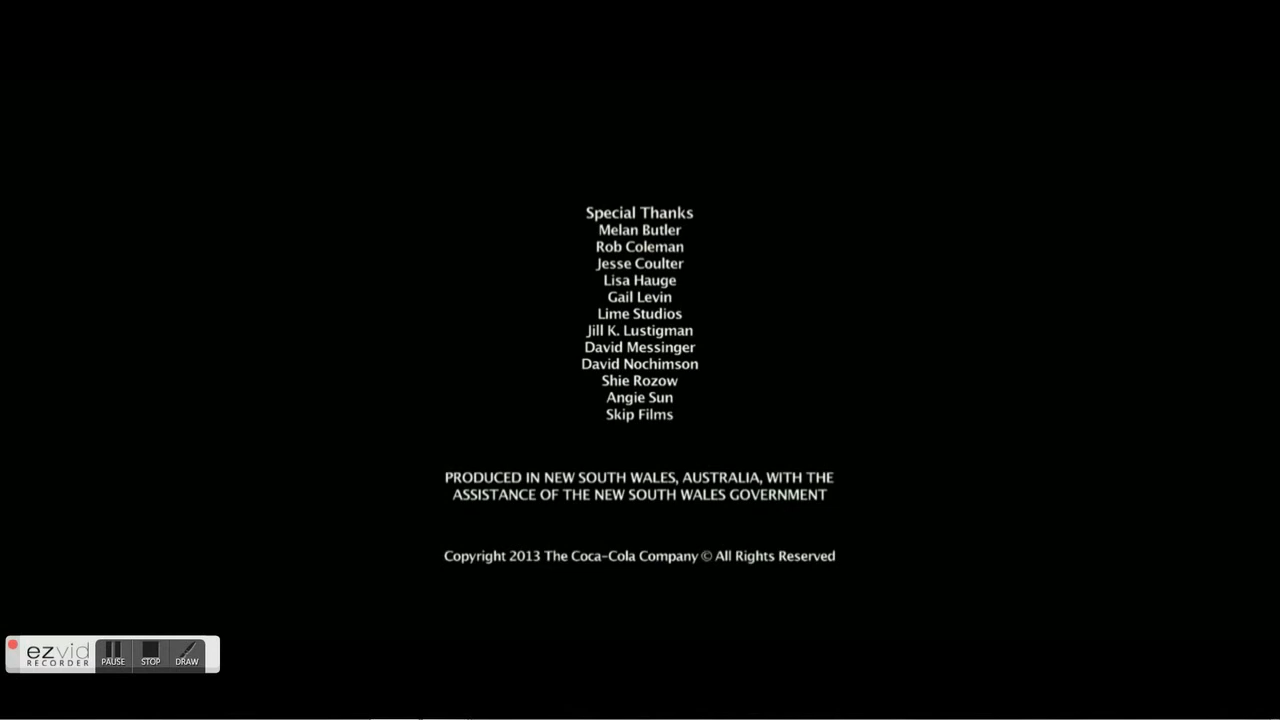 Special Thanks
Melan Butler
Rob Coleman
Jesse Coulter
Lisa Hauge
Gail Levin
Lime Studios
Jill K. Lustigman
David Messinger
David Nochimson
Shie Rozow
Angie Sun
Skip Films
PRODUCED IN NEW SOUTH WALES, AUSTRALIA, WITH THE
ASSISTANCE OF THE NEW SOUTH WALES GOVERNMENT
Copyright 2013 The Coca-Cola Company © All Rights Reserved
ezvid
RECORDER
PAUSE STOP DRAW